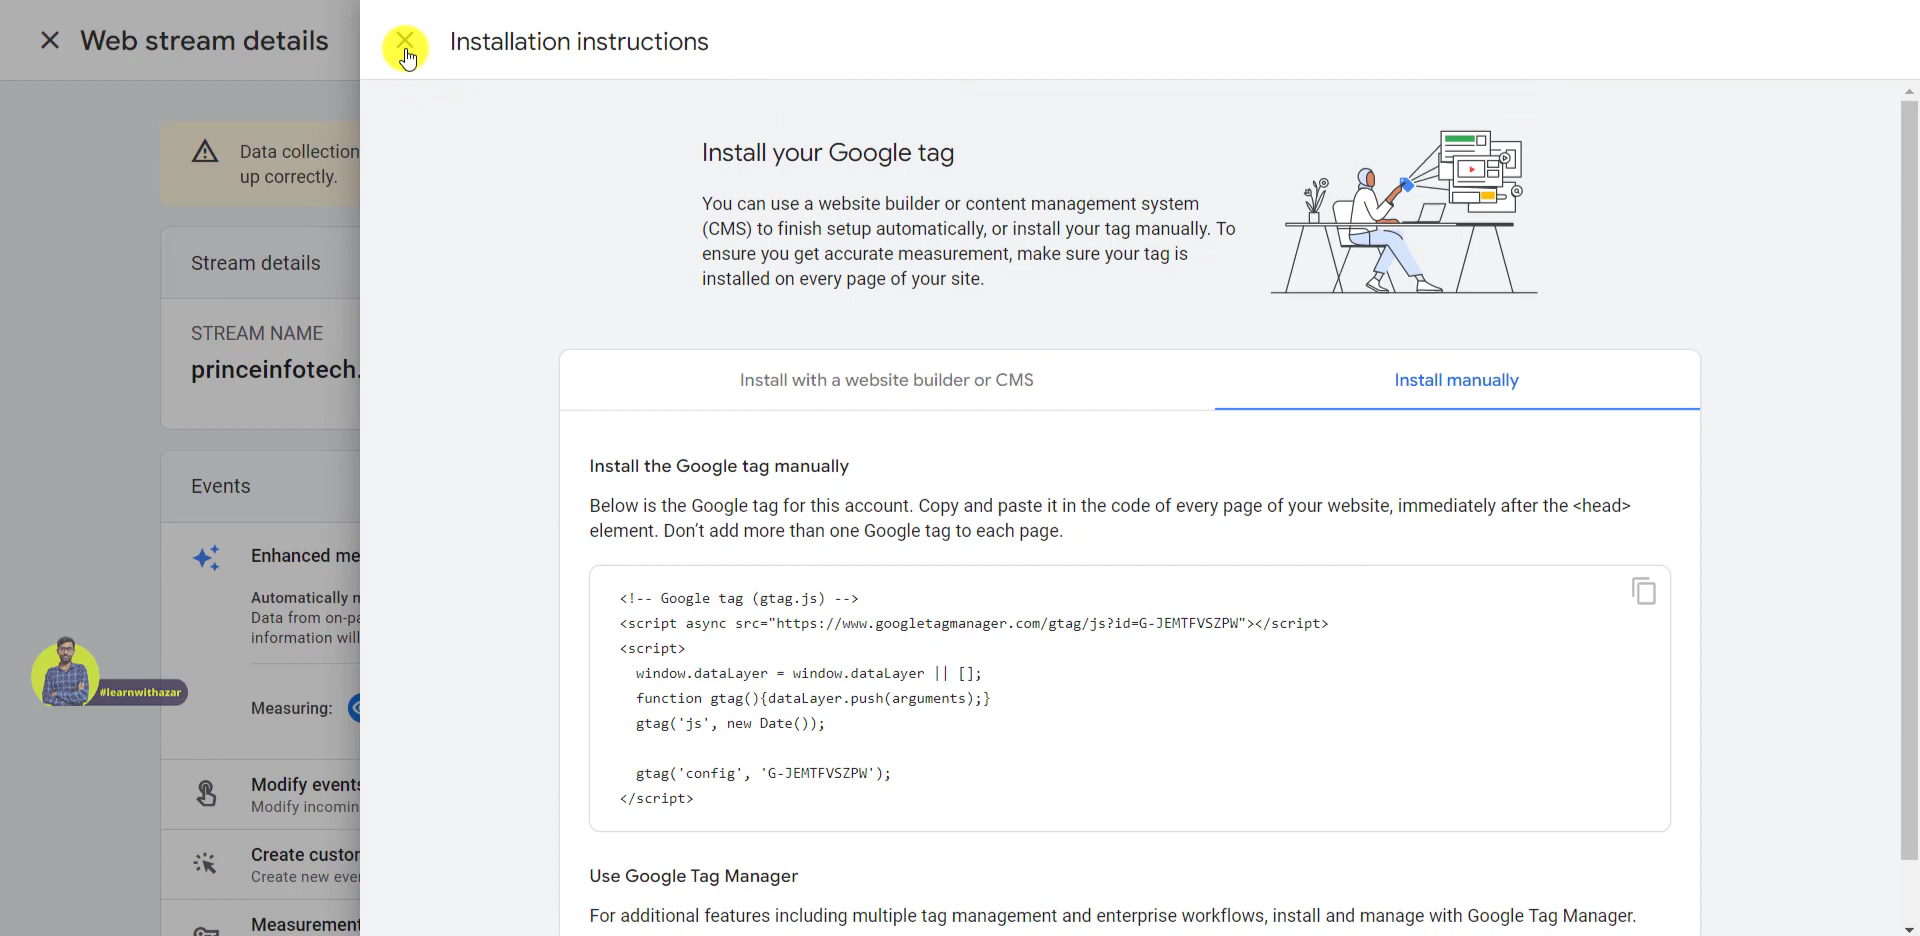 Web stream details
Installation instructions
Data collection
up correctly.
Install your Google tag
You can use a website builder or content management system
(CMS) to finish setup automatically, or install your tag manually. To
ensure you get accurate measurement, make sure your tag is
installed on every page of your site.
Stream details
STREAM NAME
princeinfotech.
Install with a website builder or CMS
Install manually
Events
Install the Google tag manually
Below is the Google tag for this account. Copy and paste it in the code of every page of your website, immediately after the <head>
element. Don’t add more than one Google tag to each page.
Enhanced me
Automatically m
Data from on-pa
information will
Measuring:
#learnwithazar
<!-- Google tag (gtag.js) -->
<script async src="https://www.googletagmanager.com/gtag/js?id=G-JEMTFVSZPW"></script>
<script>
window.dataLayer = window.dataLayer || [];
function gtag(){dataLayer.push(arguments);}
gtag('js', new Date());
gtag('config', 'G-JEMTFVSZPW');
</script>
Modify events
Modify incomin
Create custor
Create new eve
Measurement
Use Google Tag Manager
For additional features including multiple tag management and enterprise workflows, install and manage with Google Tag Manager.